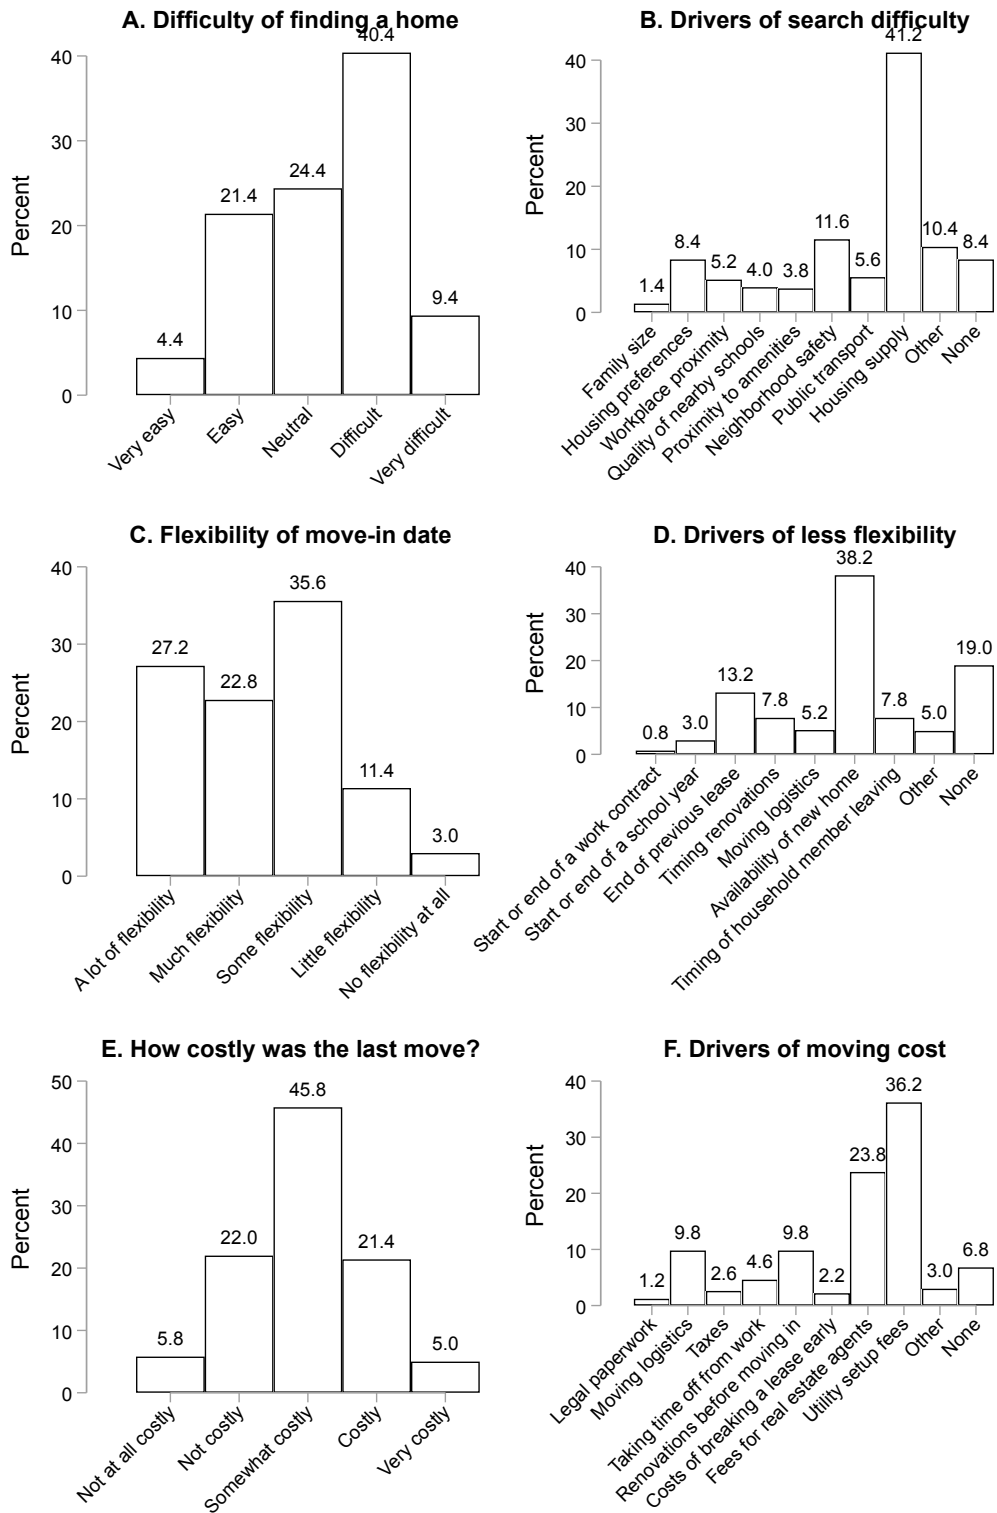 A. Difficulty of finding a home
Percent
40
30
20
10
0
4.4
21.4
24.4
40.4
9.4
Very easy
Easy
Neutral
Difficult
Very difficult
B. Drivers of search difficulty
Percent
40
30
20
10
0
1.4
8.4
5.2
4.0
3.8
11.6
5.6
41.2
10.4
8.4
Family size
Housing preferences
Workplace proximity
Quality of nearby schools
Proximity to amenities
Neighborhood safety
Public transport
Housing supply
Other
None
C. Flexibility of move-in date
Percent
40
30
20
10
0
27.2
22.8
35.6
11.4
3.0
A lot of flexibility
Much flexibility
Some flexibility
Little flexibility
No flexibility at all
D. Drivers of less flexibility
Percent
40
30
20
10
0
0.8
3.0
13.2
7.8
5.2
38.2
7.8
5.0
19.0
Start or end of a work contract
Start or end of a school year
End of previous lease
Timing renovations
Moving logistics
Availability of new home
Timing of household member leaving
Other
None
E. How costly was the last move?
Percent
50
40
30
20
10
0
5.8
22.0
45.8
21.4
5.0
Not at all costly
Not costly
Somewhat costly
Costly
Very costly
F. Drivers of moving cost
Percent
40
30
20
10
0
1.2
9.8
2.6
4.6
9.8
2.2
23.8
36.2
3.0
6.8
Legal paperwork
Moving logistics
Taxes
Taking time off from work
Renovations before moving in
Costs of breaking a lease early
Fees for real estate agents
Utility setup fees
Other
None